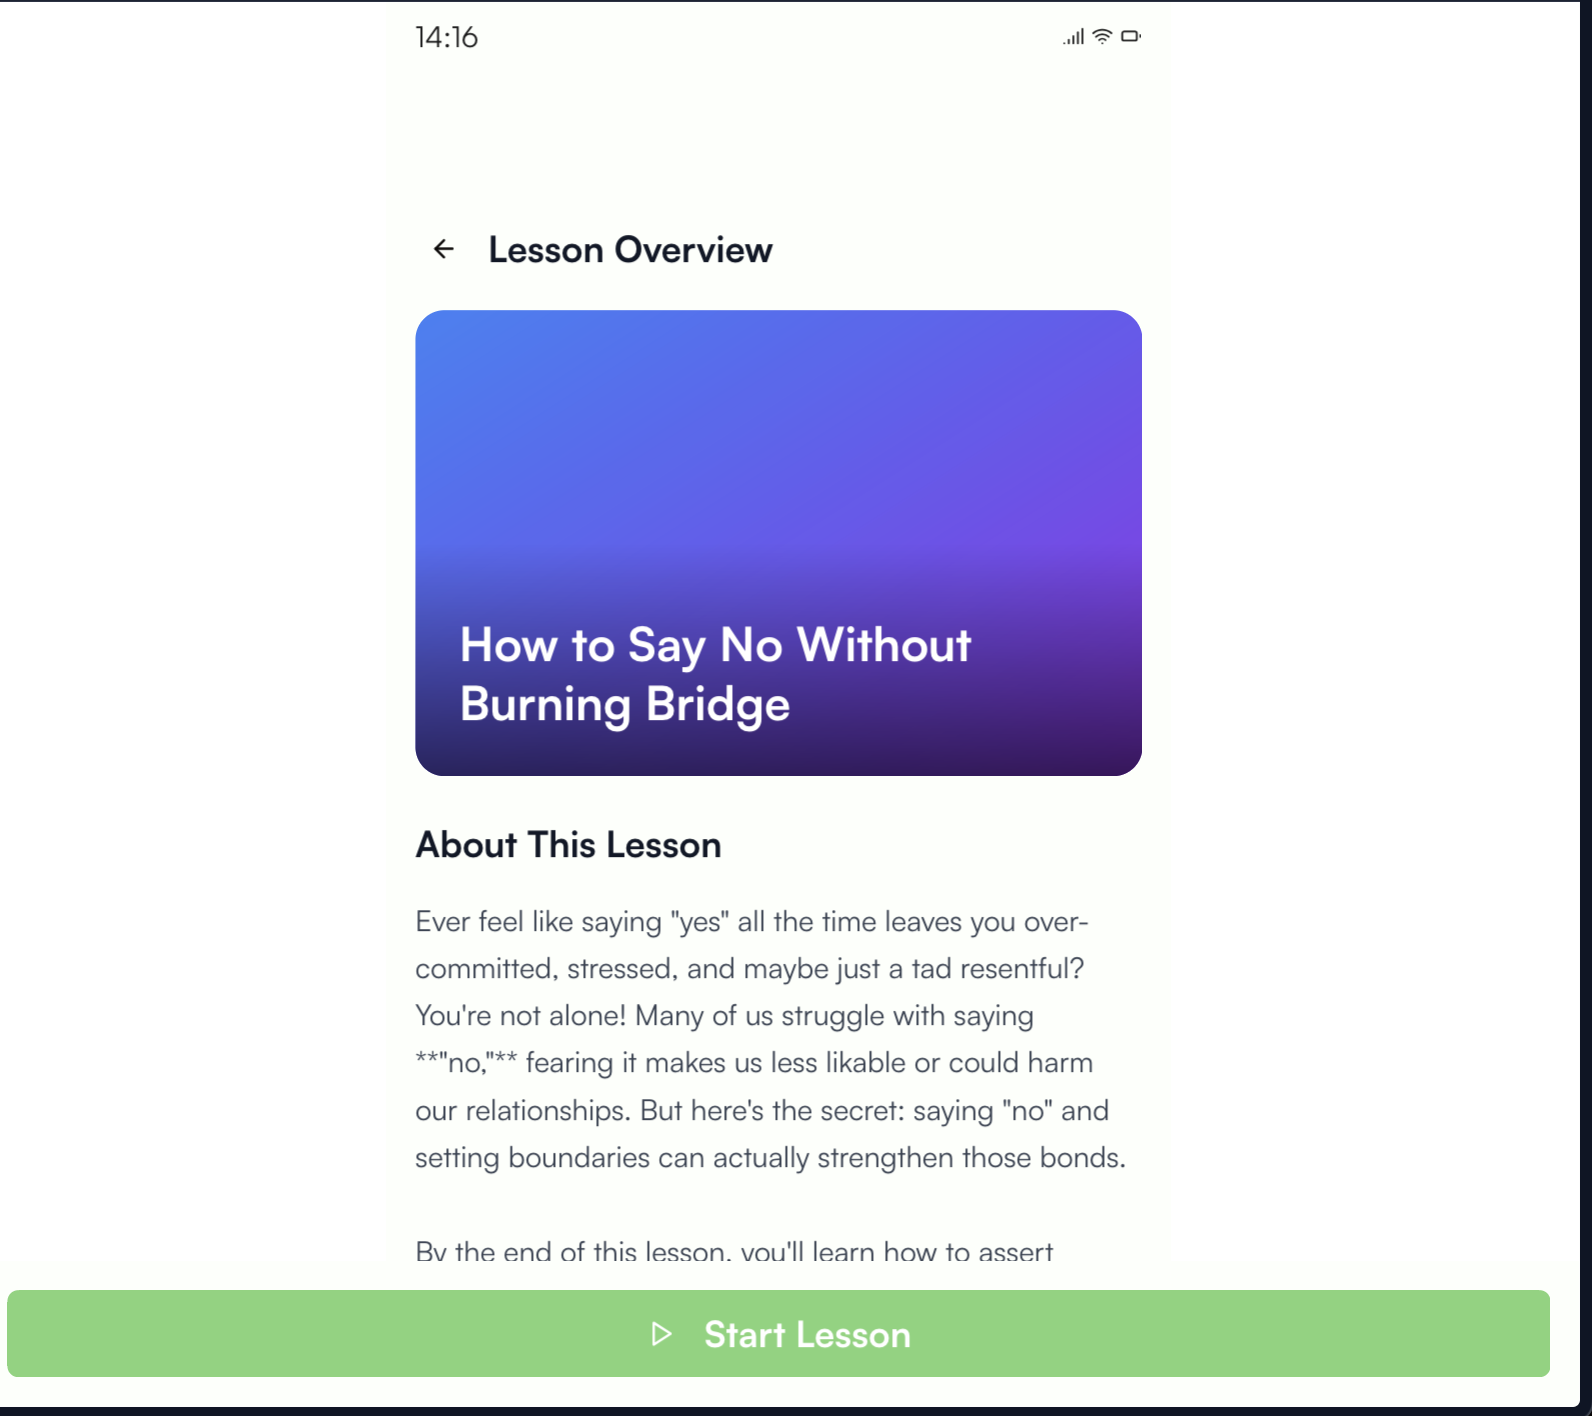 14:16
Lesson Overview
How to Say No Without
Burning Bridge
About This Lesson
Ever feel like saying "yes" all the time leaves you over-
committed, stressed, and maybe just a tad resentful?
You're not alone! Many of us struggle with saying
**"no,"** fearing it makes us less likable or could harm
our relationships. But here's the secret: saying "no" and
setting boundaries can actually strengthen those bonds.
By the end of this lesson, you'll learn how to assert
Start Lesson